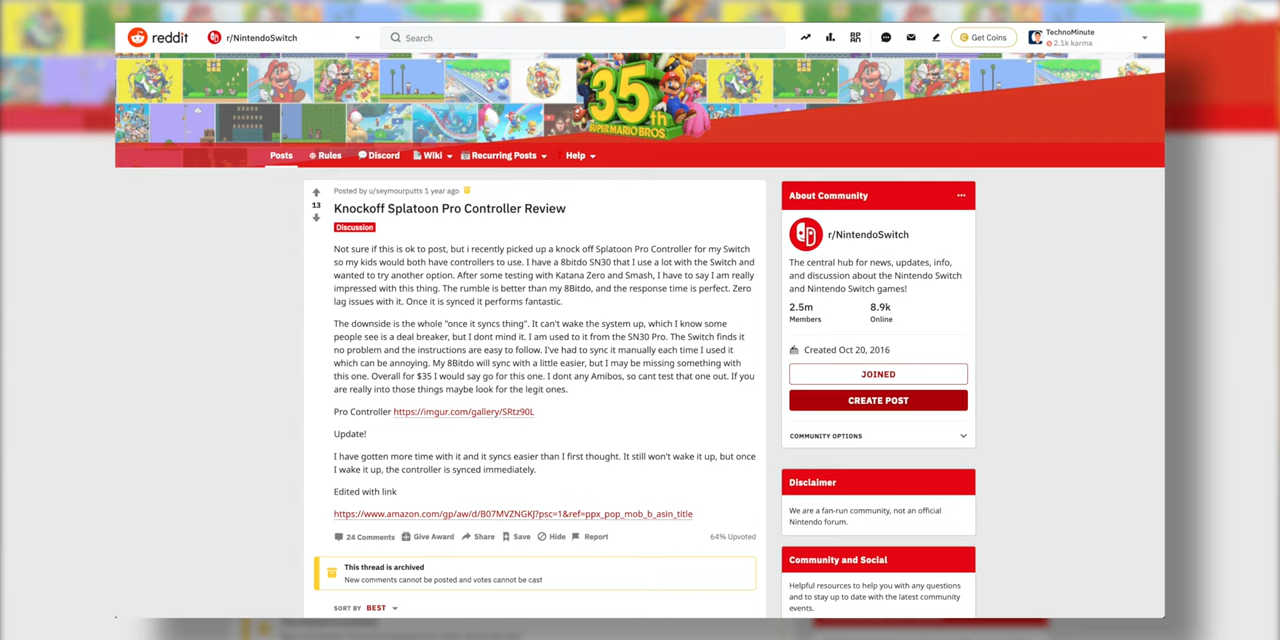 reddit
r/NintendoSwitch
Search
Get Coins
TechnoMinute
2.1k karma
35th
SUPER MARIO BROS.
Posts
Rules
Discord
Wiki
Recurring Posts
Help
13
Posted by u/seymourputts 1 year ago
Knockoff Splatoon Pro Controller Review
Discussion
Not sure if this is ok to post, but i recently picked up a knock off Splatoon Pro Controller for my Switch
so my kids would both have controllers to use. I have a 8bitdo SN30 that I use a lot with the Switch and
wanted to try another option. After some testing with Katana Zero and Smash, I have to say I am really
impressed with this thing. The rumble is better than my 8Bitdo, and the response time is perfect. Zero
lag issues with it. Once it is synced it performs fantastic.
The downside is the whole "once it syncs thing". It can't wake the system up, which I know some
people see is a deal breaker, but I dont mind it. I am used to it from the SN30 Pro. The Switch finds it
no problem and the instructions are easy to follow. I've had to sync it manually each time I used it
which can be annoying. My 8Bitdo will sync with a little easier, but I may be missing something with
this one. Overall for $35 I would say go for this one. I dont any Amibos, so cant test that one out. If you
are really into those things maybe look for the legit ones.
Pro Controller https://imgur.com/gallery/SRtz90L
Update!
I have gotten more time with it and it syncs easier than I first thought. It still won't wake it up, but once
I wake it up, the controller is synced immediately.
Edited with link
https://www.amazon.com/gp/aw/d/B07MVZNGKJ?psc=1&ref=ppx_pop_mob_b_asin_title
24 Comments
Give Award
Share
Save
Hide
Report
64% Upvoted
This thread is archived
New comments cannot be posted and votes cannot be cast
SORT BY BEST
About Community
r/NintendoSwitch
The central hub for news, updates, info,
and discussion about the Nintendo Switch
and Nintendo Switch games!
2.5m
8.9k
Members
Online
Created Oct 20, 2016
JOINED
CREATE POST
COMMUNITY OPTIONS
Disclaimer
We are a fan-run community, not an official
Nintendo forum.
Community and Social
Helpful resources to help you with any questions
and to stay up to date with the latest community
events.